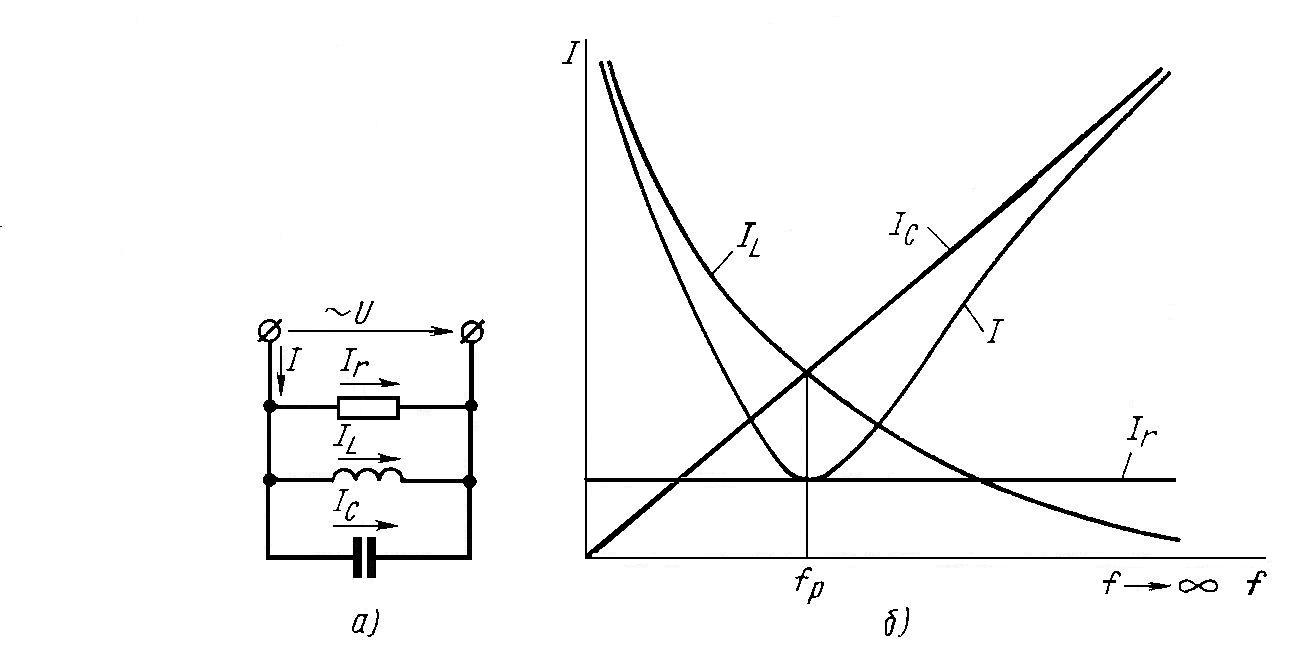 ~U
I
I_r
I_L
I_C
а)
I
I_L
I_C
I
I_r
f_p
f → ∞ f
б)